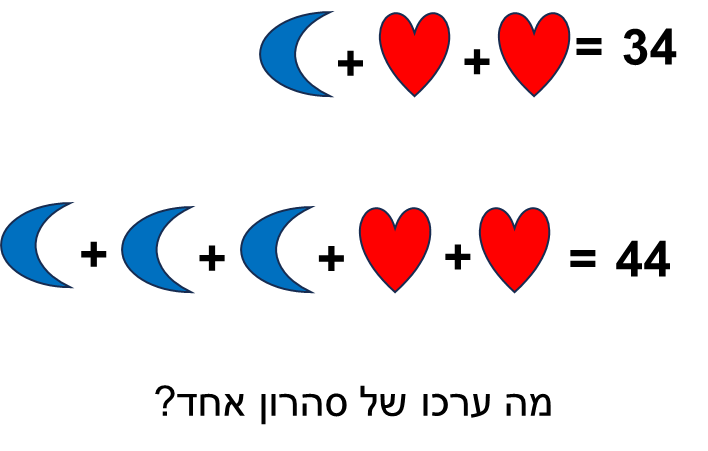 + + = 34
+ + + + = 44
מה ערכו של סהרון אחד?